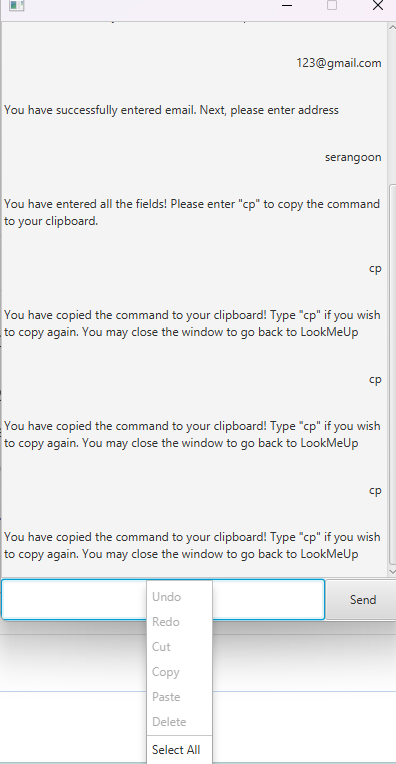 123@gmail.com
You have successfully entered email. Next, please enter address
serangoon
You have entered all the fields! Please enter "cp" to copy the command
to your clipboard.
cp
You have copied the command to your clipboard! Type "cp" if you wish
to copy again. You may close the window to go back to LookMeUp
cp
You have copied the command to your clipboard! Type "cp" if you wish
to copy again. You may close the window to go back to LookMeUp
cp
You have copied the command to your clipboard! Type "cp" if you wish
to copy again. You may close the window to go back to LookMeUp
Send
Undo
Redo
Cut
Copy
Paste
Delete
Select All